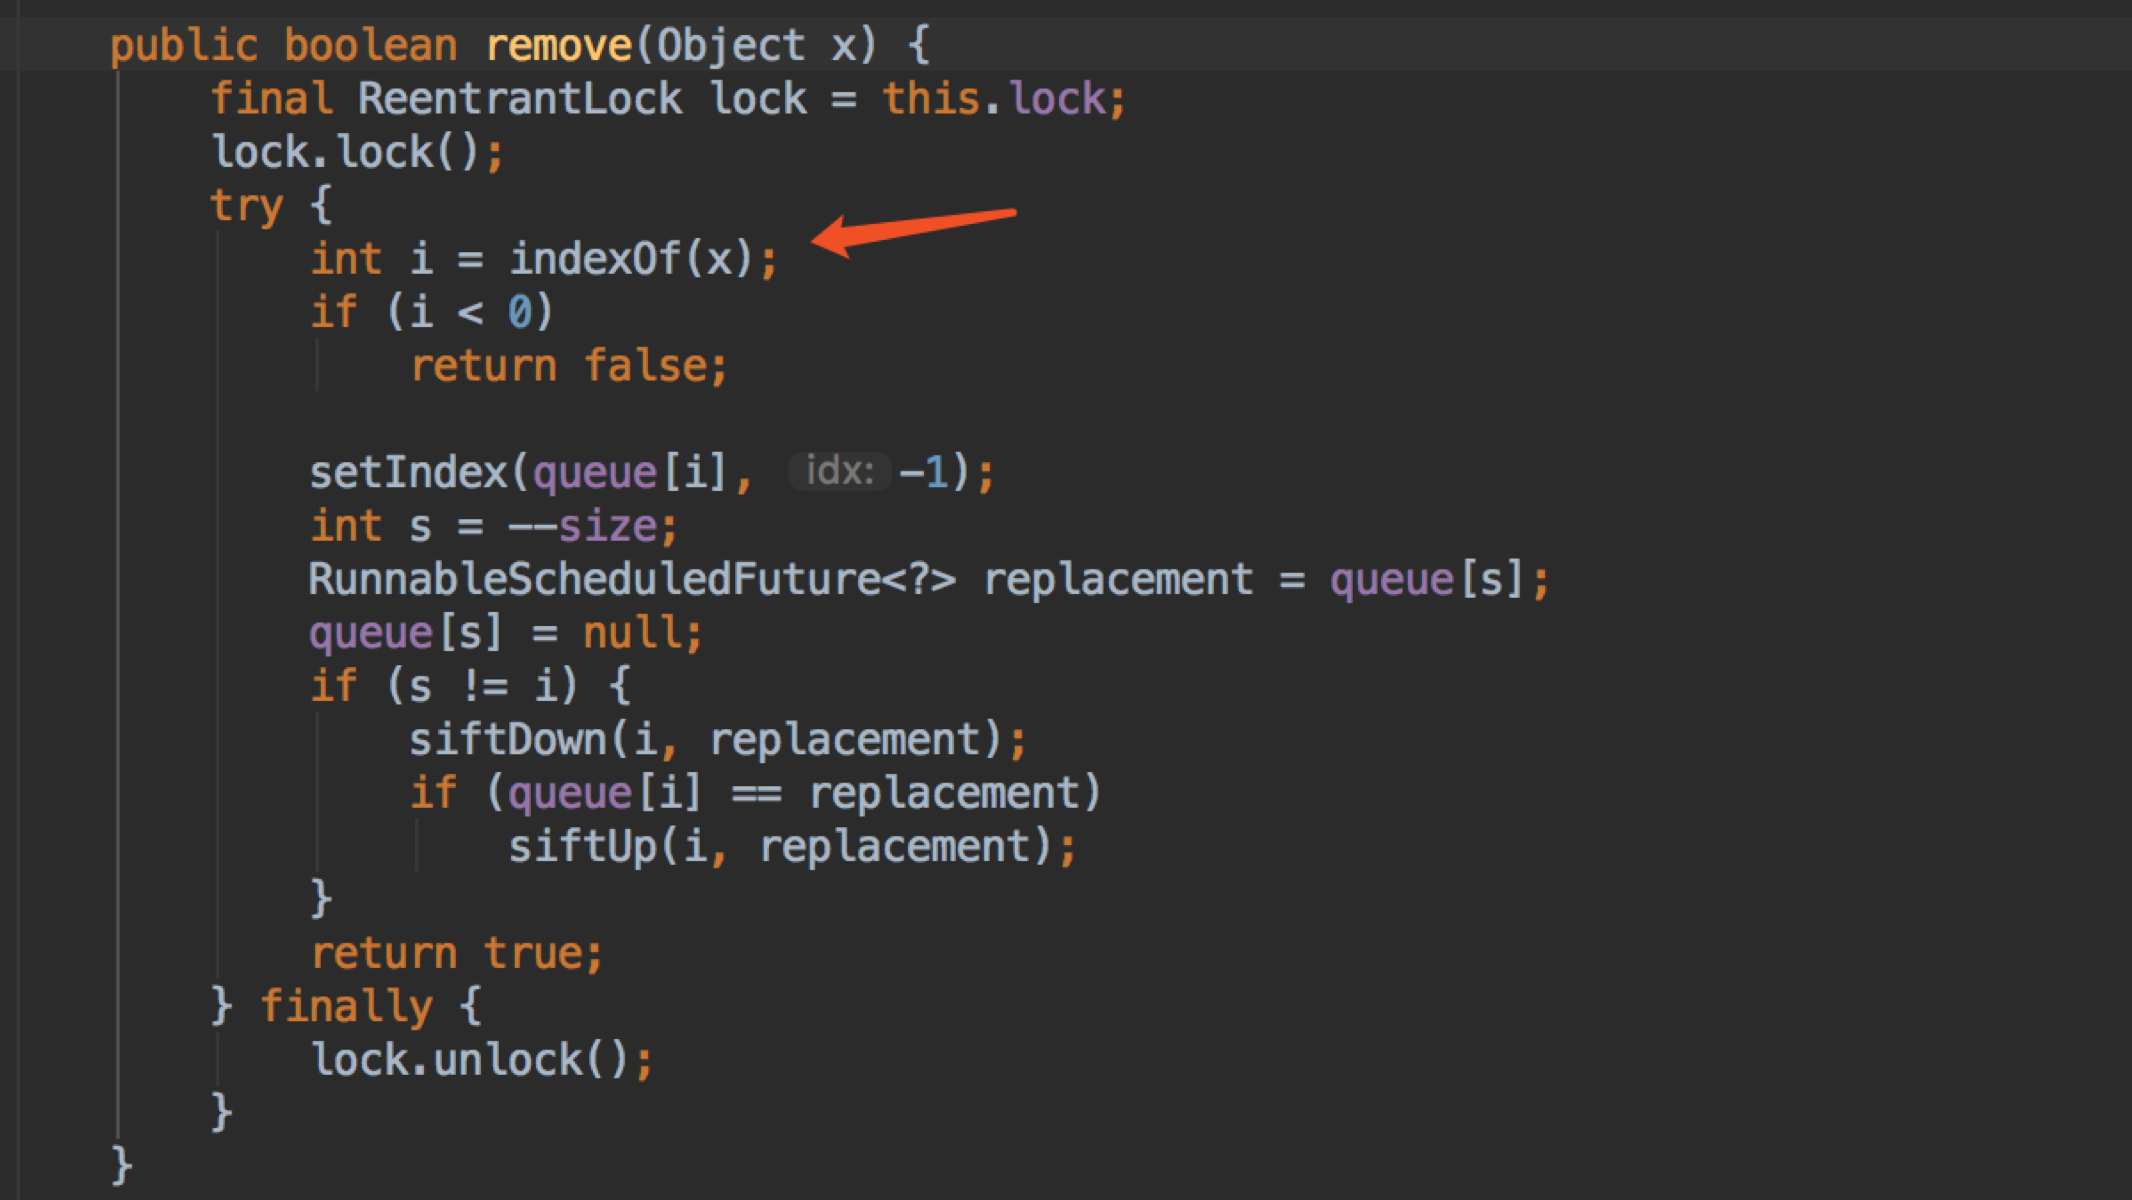 public boolean remove(Object x) {
final ReentrantLock lock = this.lock;
lock.lock();
try {
int i = indexOf(x);
if (i < 0)
return false;
setIndex(queue[i], idx: -1);
int s = --size;
RunnableScheduledFuture<?> replacement = queue[s];
queue[s] = null;
if (s != i) {
siftDown(i, replacement);
if (queue[i] == replacement)
siftUp(i, replacement);
}
return true;
} finally {
lock.unlock();
}
}